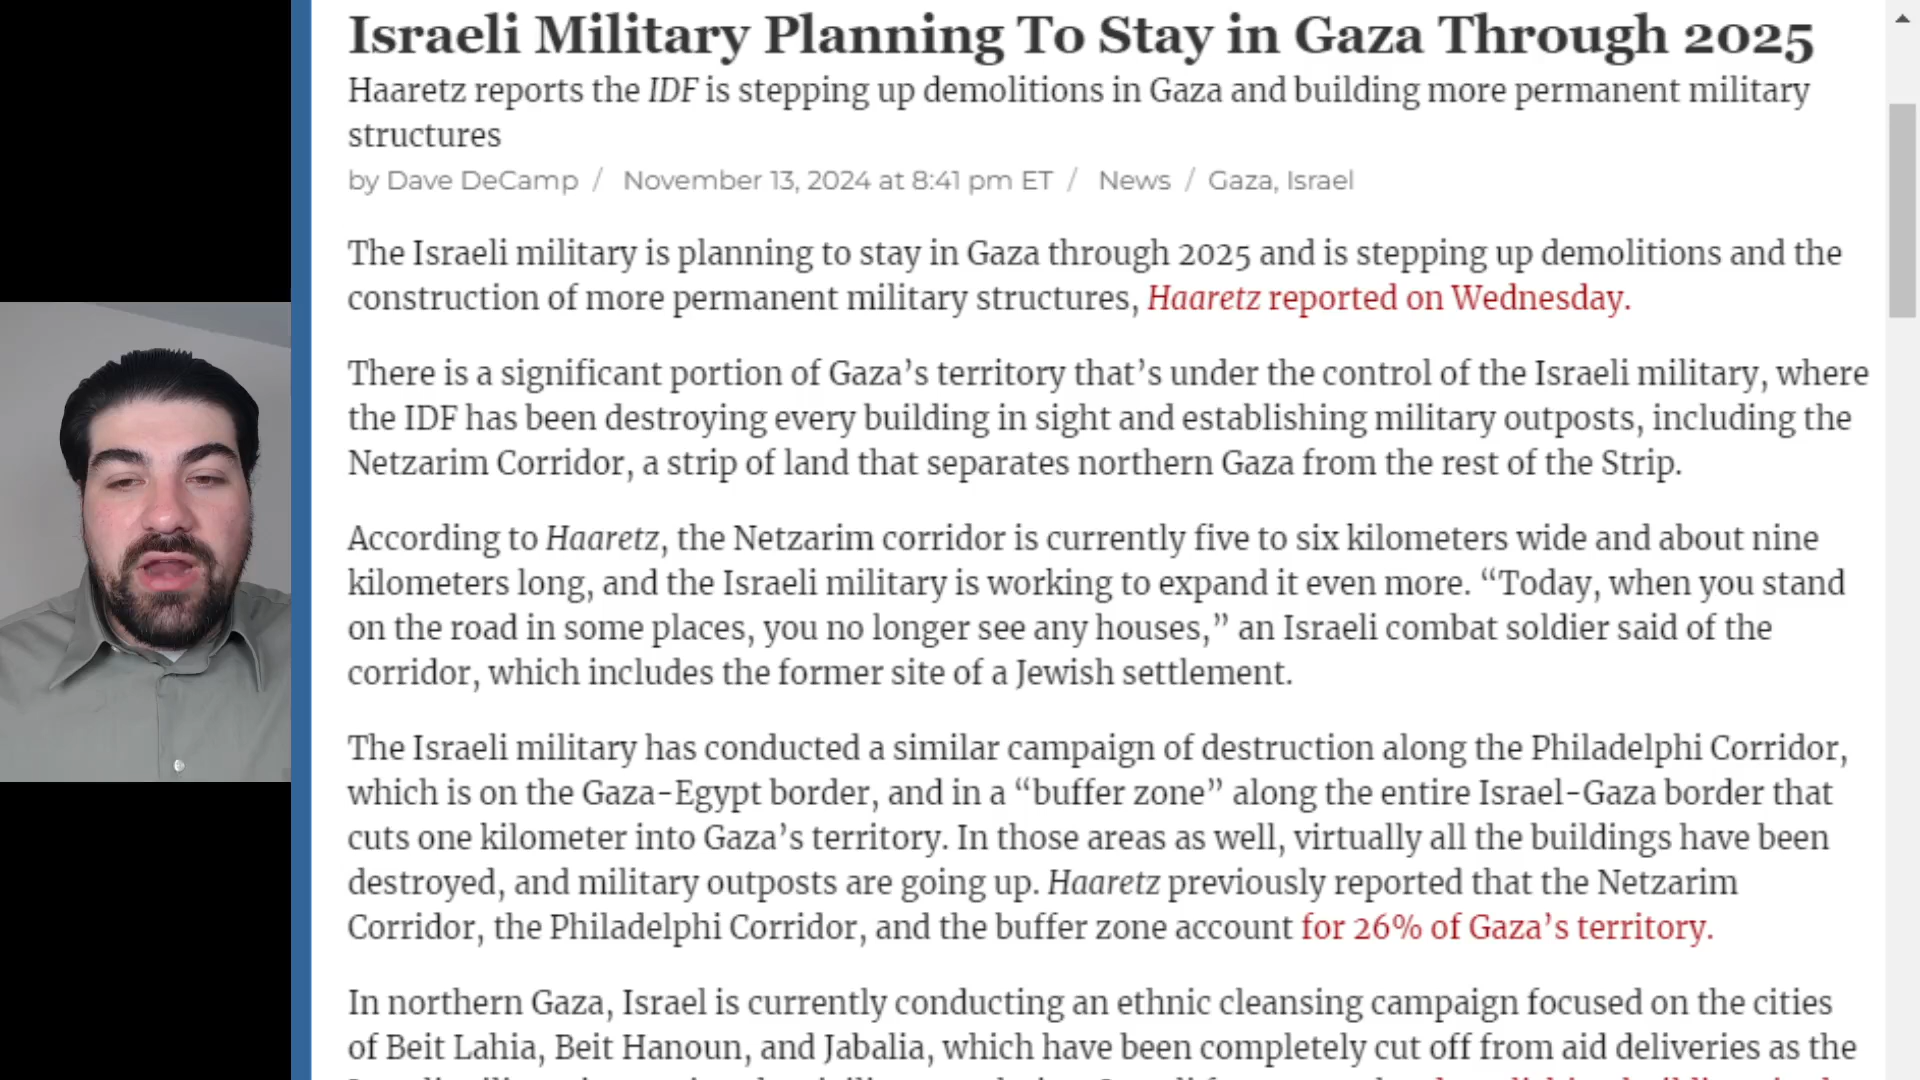 Israeli Military Planning To Stay in Gaza Through 2025
Haaretz reports the IDF is stepping up demolitions in Gaza and building more permanent military
structures
by Dave DeCamp / November 13, 2024 at 8:41 pm ET / News / Gaza, Israel
The Israeli military is planning to stay in Gaza through 2025 and is stepping up demolitions and the
construction of more permanent military structures, Haaretz reported on Wednesday.
There is a significant portion of Gaza’s territory that’s under the control of the Israeli military, where
the IDF has been destroying every building in sight and establishing military outposts, including the
Netzarim Corridor, a strip of land that separates northern Gaza from the rest of the Strip.
According to Haaretz, the Netzarim corridor is currently five to six kilometers wide and about nine
kilometers long, and the Israeli military is working to expand it even more. “Today, when you stand
on the road in some places, you no longer see any houses,” an Israeli combat soldier said of the
corridor, which includes the former site of a Jewish settlement.
The Israeli military has conducted a similar campaign of destruction along the Philadelphi Corridor,
which is on the Gaza-Egypt border, and in a “buffer zone” along the entire Israel-Gaza border that
cuts one kilometer into Gaza’s territory. In those areas as well, virtually all the buildings have been
destroyed, and military outposts are going up. Haaretz previously reported that the Netzarim
Corridor, the Philadelphi Corridor, and the buffer zone account for 26% of Gaza’s territory.
In northern Gaza, Israel is currently conducting an ethnic cleansing campaign focused on the cities
of Beit Lahia, Beit Hanoun, and Jabalia, which have been completely cut off from aid deliveries as the